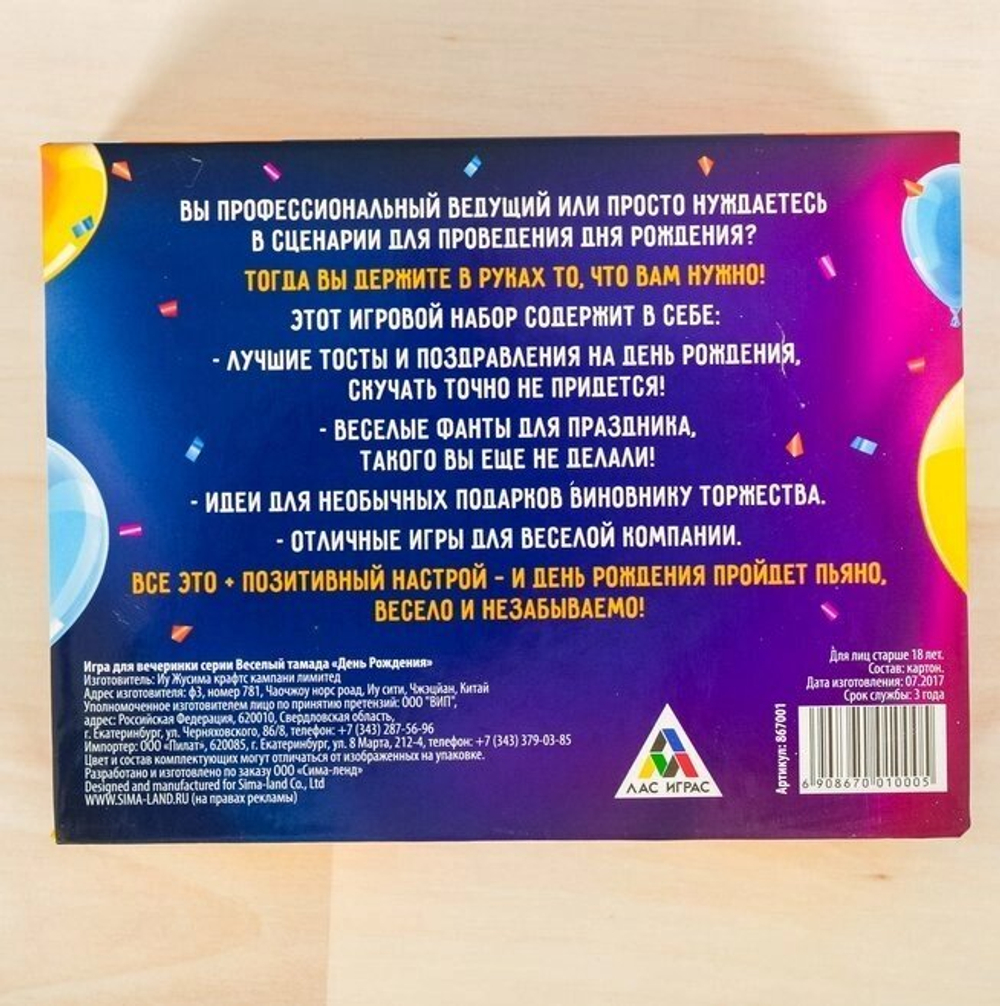 ВЫ ПРОФЕССИОНАЛЬНЫЙ ВЕДУЩИЙ ИЛИ ПРОСТО НУЖДАЕТЕСЬ
В СЦЕНАРИИ ДЛЯ ПРОВЕДЕНИЯ ДНЯ РОЖДЕНИЯ?
ТОГДА ВЫ ДЕРЖИТЕ В РУКАХ ТО, ЧТО ВАМ НУЖНО!
ЭТОТ ИГРОВОЙ НАБОР СОДЕРЖИТ В СЕБЕ:
- ЛУЧШИЕ ТОСТЫ И ПОЗДРАВЛЕНИЯ НА ДЕНЬ РОЖДЕНИЯ,
СКУЧАТЬ ТОЧНО НЕ ПРИДЕТСЯ!
- ВЕСЕЛЫЕ ФАНТЫ ДЛЯ ПРАЗДНИКА,
ТАКОГО ВЫ ЕЩЕ НЕ ДЕЛАЛИ!
- ИДЕИ ДЛЯ НЕОБЫЧНЫХ ПОДАРКОВ ВИНОВНИКУ ТОРЖЕСТВА.
- ОТЛИЧНЫЕ ИГРЫ ДЛЯ ВЕСЕЛОЙ КОМПАНИИ.
ВСЕ ЭТО + ПОЗИТИВНЫЙ НАСТРОЙ - И ДЕНЬ РОЖДЕНИЯ ПРОЙДЕТ ПЬЯНО,
ВЕСЕЛО И НЕЗАБЫВАЕМО!
Игра для вечеринки серии Веселый тамада «День Рождения»
Изготовитель: Иу Жусима крафтс кампани лимитед
Адрес изготовителя: ф3, номер 781, Чаочжоу норс роад, Иу сити, Чжэцзян, Китай
Уполномоченное изготовителем лицо по принятию претензий: ООО "ВИП",
адрес: Российская Федерация, 620010, Свердловская область,
г. Екатеринбург, ул. Черняховского, 86/8, телефон: +7 (343) 287-56-96
Импортер: ООО «Пилат», 620085, г. Екатеринбург, ул. 8 Марта, 212-4, телефон: +7 (343) 379-03-85
Цвет и состав комплектующих могут отличаться от изображенных на упаковке.
Разработано и изготовлено по заказу ООО «Сима-ленд»
Designed and manufactured for Sima-land Co., Ltd
WWW.SIMA-LAND.RU (на правах рекламы)
ЛАС ИГРАС
Для лиц старше 18 лет.
Состав: картон.
Дата изготовления: 07.2017
Срок службы: 3 года
Артикул: 867001
6 908670 010005